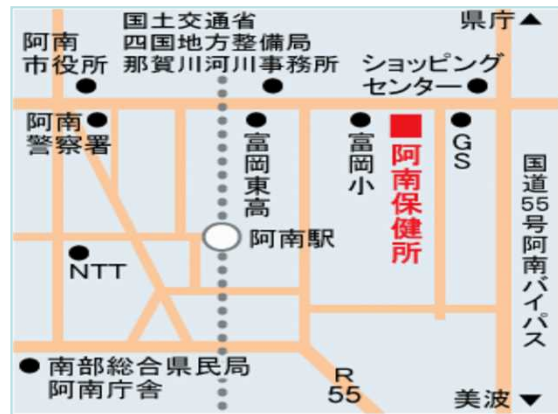 国土交通省
四国地方整備局
那賀川河川事務所
県庁▲
阿南
市役所
ショッピング
センター
阿南
警察署
富岡東高
富岡小
阿南保健所
GS
国道55号阿南バイパス
阿南駅
NTT
南部総合県民局
阿南庁舎
R
55
美波▼